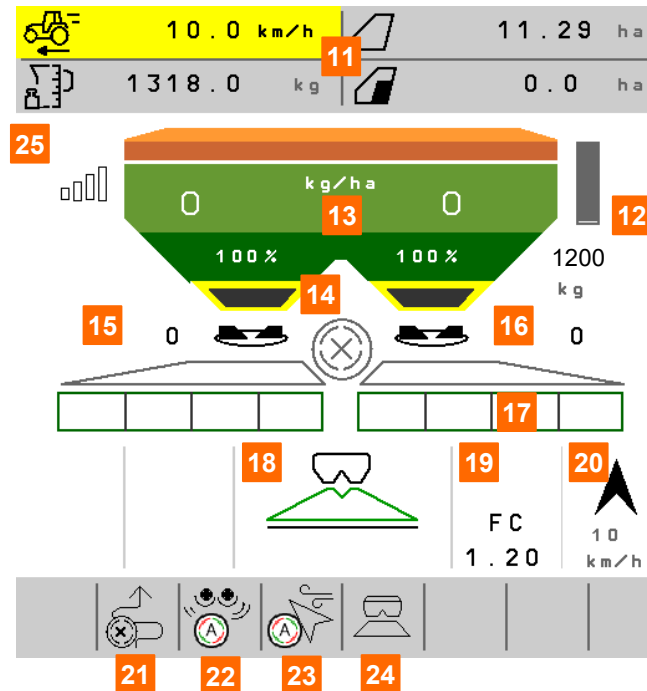 10.0 km/h 11 11.29 ha
1318.0 kg 0.0 ha
25
kg/ha
0 13 0 12
100% 100% 1200
14 kg
15 0 16 0
17
18 19 20
FC 10
1.20 km/h
A A
21 22 23 24